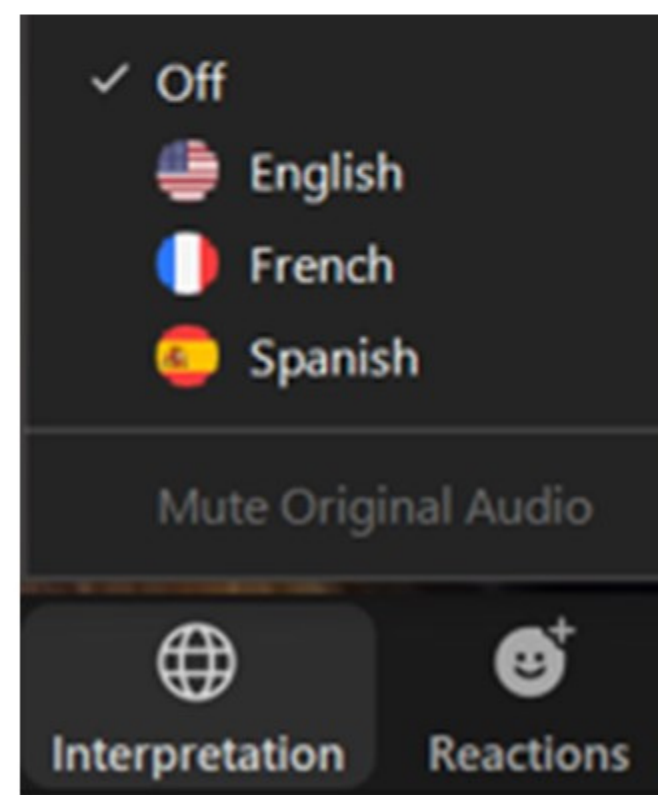 Off
English
French
Spanish
Mute Original Audio
Interpretation
Reactions